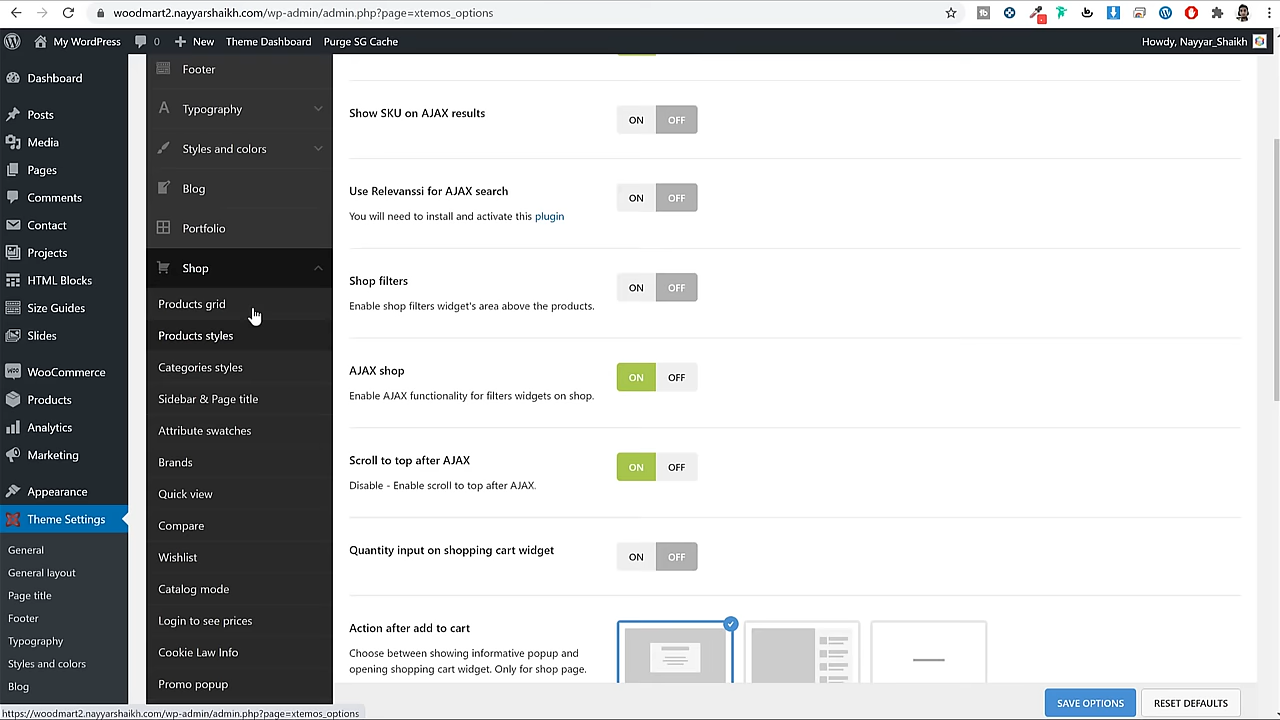 woodmart2.nayyarshaikh.com/wp-admin/admin.php?page=xtemos_options
My WordPress
0
New
Theme Dashboard
Purge SG Cache
Howdy, Nayyar_Shaikh
Dashboard
Posts
Media
Pages
Comments
Contact
Projects
HTML Blocks
Size Guides
Slides
WooCommerce
Products
Analytics
Marketing
Appearance
Theme Settings
General
General layout
Page title
Footer
Typography
Styles and colors
Blog
Footer
Typography
Styles and colors
Blog
Portfolio
Shop
Products grid
Products styles
Categories styles
Sidebar & Page title
Attribute swatches
Brands
Quick view
Compare
Wishlist
Catalog mode
Login to see prices
Cookie Law Info
Promo popup
Show SKU on AJAX results
ON OFF
Use Relevanssi for AJAX search
You will need to install and activate this plugin
ON OFF
Shop filters
Enable shop filters widget's area above the products.
ON OFF
AJAX shop
Enable AJAX functionality for filters widgets on shop.
ON OFF
Scroll to top after AJAX
Disable - Enable scroll to top after AJAX.
ON OFF
Quantity input on shopping cart widget
ON OFF
Action after add to cart
Choose between showing informative popup and
opening shopping cart widget. Only for shop page.
SAVE OPTIONS
RESET DEFAULTS
https://woodmart2.nayyarshaikh.com/wp-admin/admin.php?page=xtemos_options